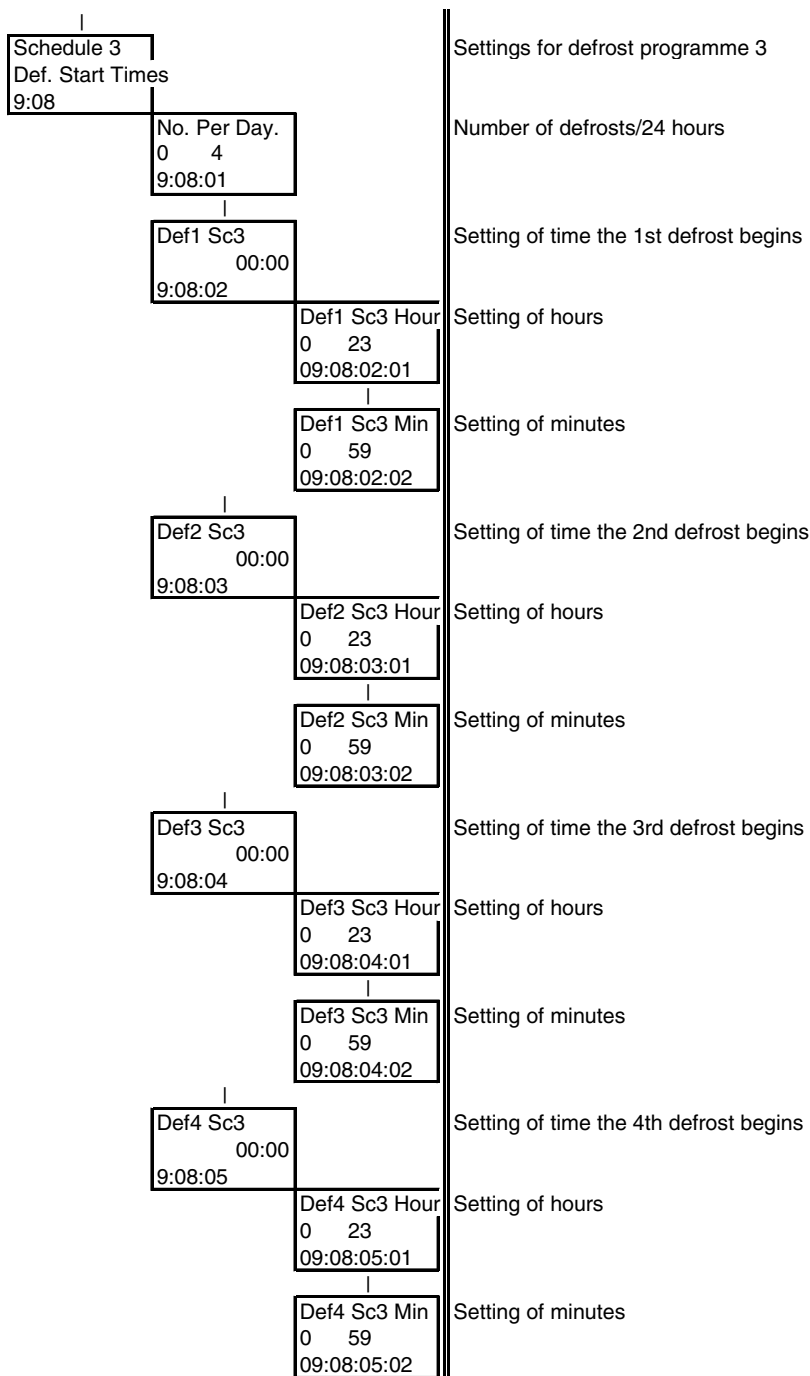 Schedule 3
Settings for defrost programme 3
Def. Start Times
9:08
No. Per Day.
Number of defrosts/24 hours
0 4
9:08:01
Def1 Sc3
Setting of time the 1st defrost begins
00:00
9:08:02
Def1 Sc3 Hour
Setting of hours
0 23
09:08:02:01
Def1 Sc3 Min
Setting of minutes
0 59
09:08:02:02
Def2 Sc3
Setting of time the 2nd defrost begins
00:00
9:08:03
Def2 Sc3 Hour
Setting of hours
0 23
09:08:03:01
Def2 Sc3 Min
Setting of minutes
0 59
09:08:03:02
Def3 Sc3
Setting of time the 3rd defrost begins
00:00
9:08:04
Def3 Sc3 Hour
Setting of hours
0 23
09:08:04:01
Def3 Sc3 Min
Setting of minutes
0 59
09:08:04:02
Def4 Sc3
Setting of time the 4th defrost begins
00:00
9:08:05
Def4 Sc3 Hour
Setting of hours
0 23
09:08:05:01
Def4 Sc3 Min
Setting of minutes
0 59
09:08:05:02